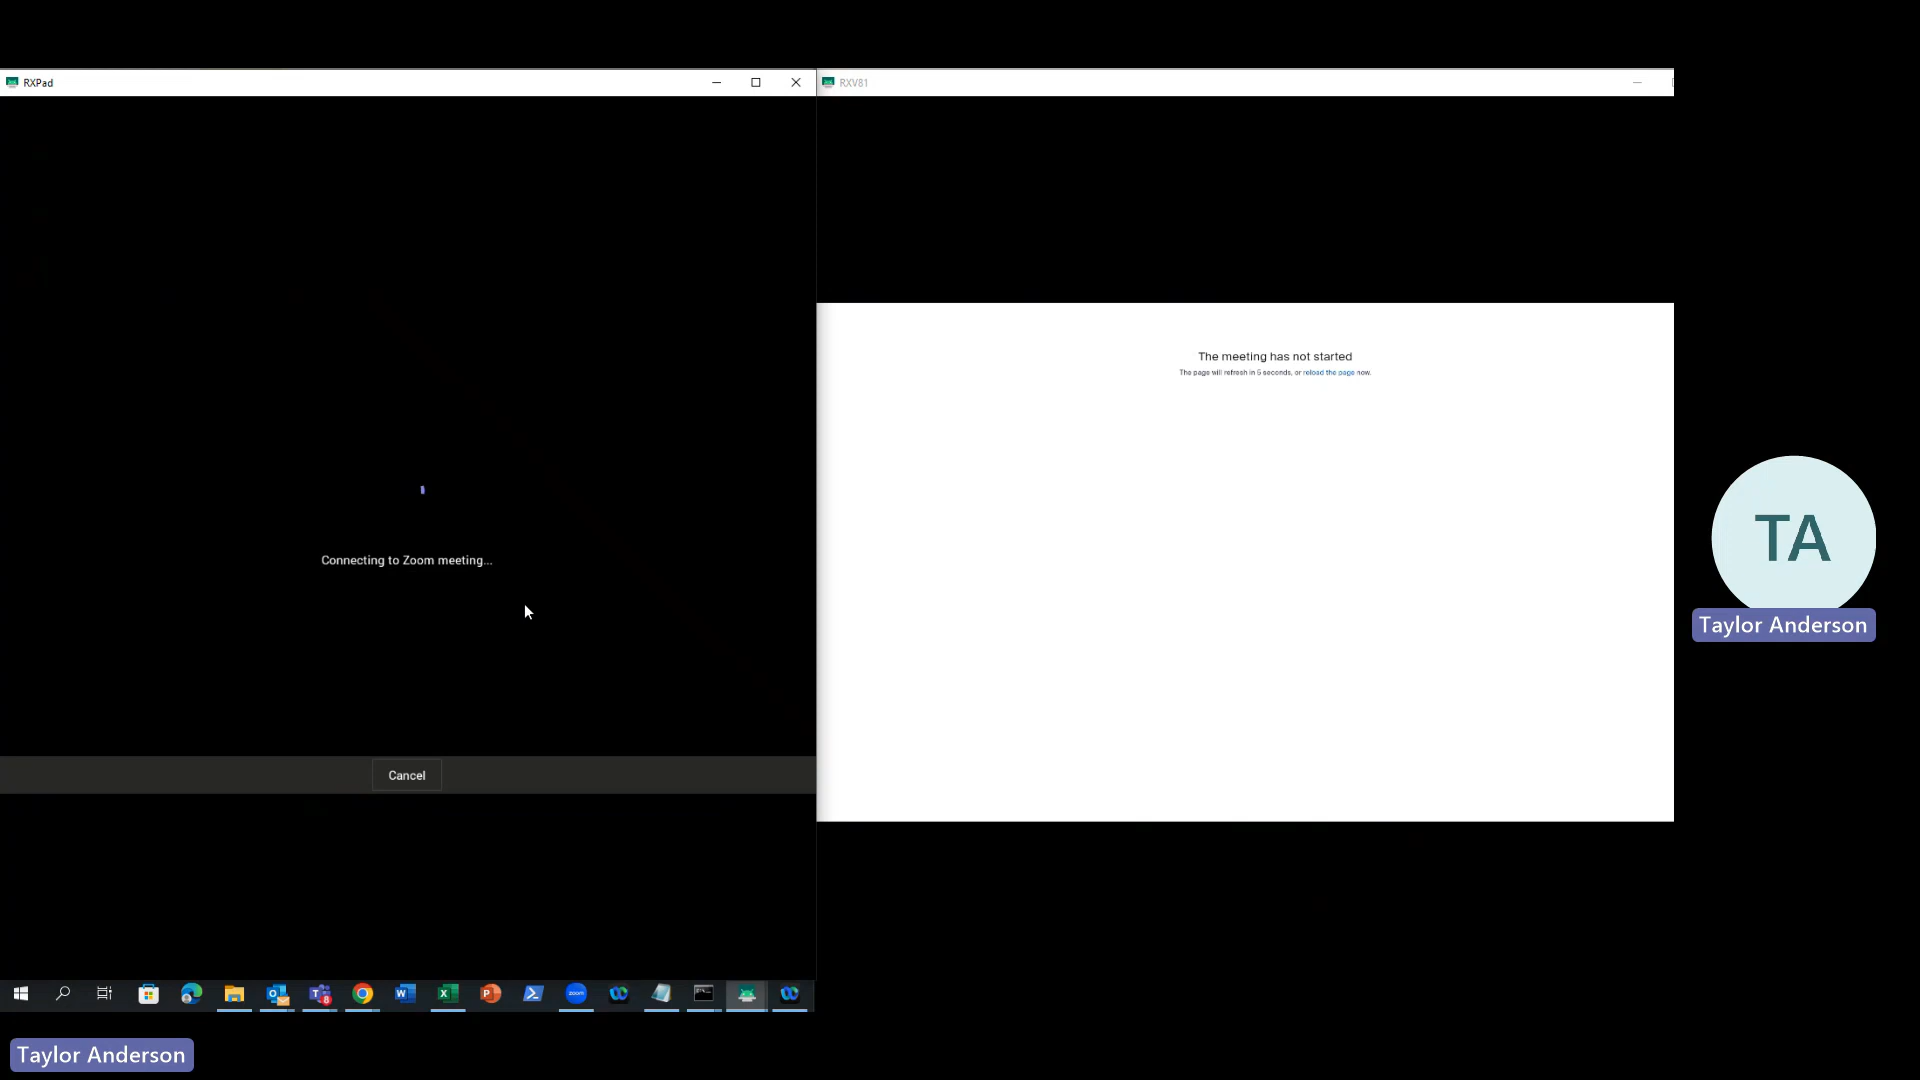 RXPad
RXV81
The meeting has not started
The page will refresh in 5 seconds, or reload the page now.
Connecting to Zoom meeting...
Cancel
TA
Taylor Anderson
Taylor Anderson